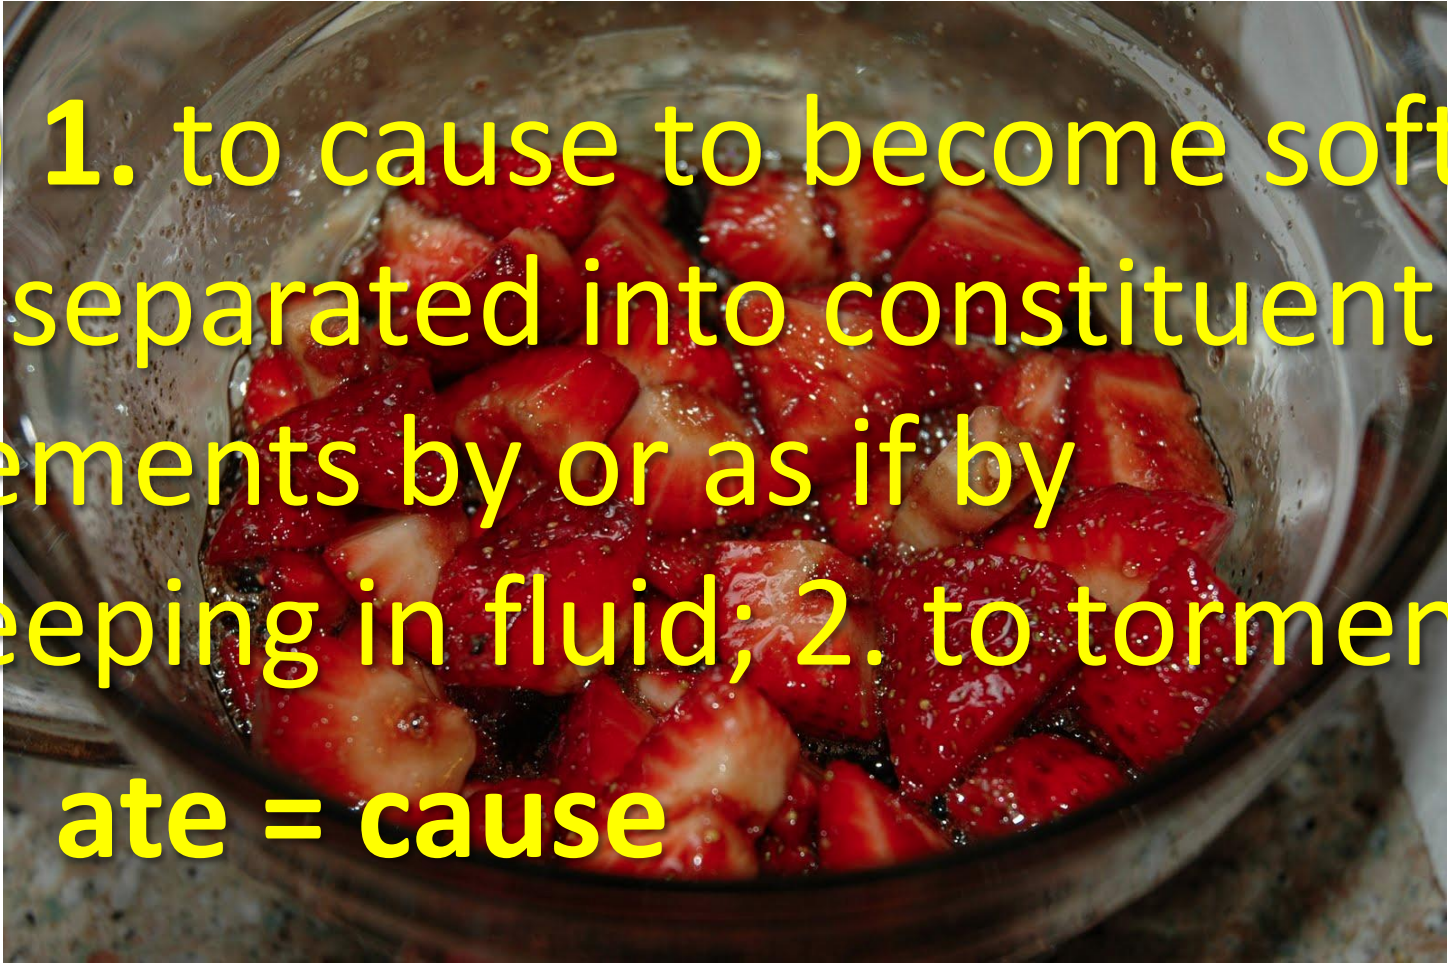 1. to cause to become soft
separated into constituent
ements by or as if by
eeping in fluid; 2. to tormen
ate = cause